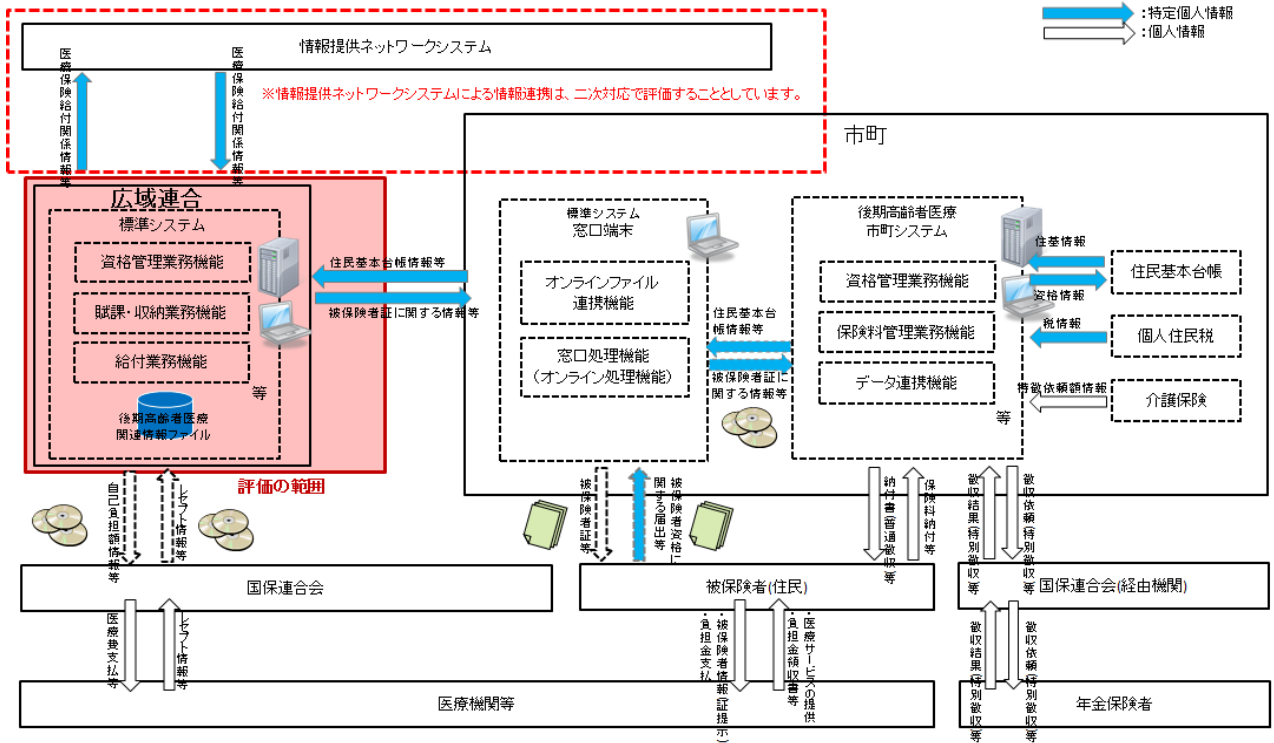 :特定個人情報
:個人情報
情報提供ネットワークシステム
医療保険給付関係情報等
医療保険給付関係情報等
※情報提供ネットワークシステムによる情報連携は、二次対応で評価することとしています。
市町
広域連合
標準システム
資格管理業務機能
賦課・収納業務機能
給付業務機能
等
後期高齢者医療
関連情報ファイル
評価の範囲
住民基本台帳情報等
被保険者証に関する情報等
標準システム
窓口端末
オンラインファイル
連携機能
窓口処理機能
(オンライン処理機能)
住民基本台
帳情報等
被保険者証に
関する情報等
後期高齢者医療
市町システム
資格管理業務機能
保険料管理業務機能
データ連携機能
等
住基情報
資格情報
税情報
特徴依頼額情報
住民基本台帳
個人住民税
介護保険
自己負担額情報等
レセプト情報等
被保険者証等
被保険者資格に
関する届出等
納付書(普通徴収)等
保険料納付等
徴収結果(特別徴収)等
徴収依頼(特別徴収)等
国保連合会
被保険者(住民)
国保連合会(経由機関)
医療費支払等
レセプト情報等
・被保険者情報(証提示)
・負担金支払
・医療サービスの提供
・負担金領収書等
徴収結果(特別徴収)等
徴収依頼(特別徴収)等
医療機関等
年金保険者